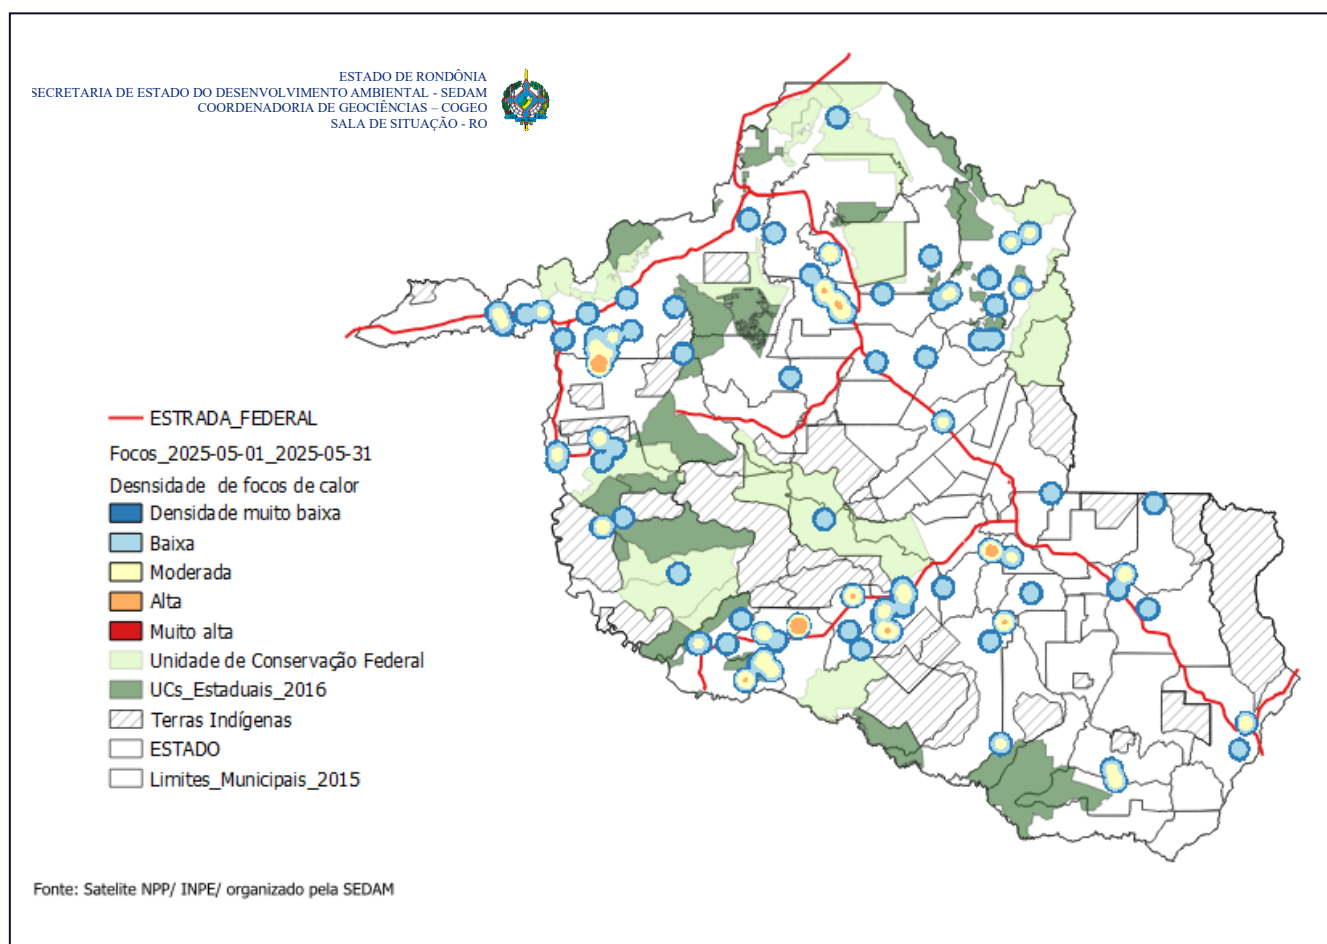 ESTADO DE RONDÔNIA
SECRETARIA DE ESTADO DO DESENVOLVIMENTO AMBIENTAL - SEDAM
COORDENADORIA DE GEOCIÊNCIAS – COGEO
SALA DE SITUAÇÃO - RO
ESTRADA_FEDERAL
Focos_2025-05-01_2025-05-31
Desnsidade de focos de calor
Densidade muito baixa
Baixa
Moderada
Alta
Muito alta
Unidade de Conservação Federal
UCs_Estaduais_2016
Terras Indígenas
ESTADO
Limites_Municipais_2015
Fonte: Satelite NPP/ INPE/ organizado pela SEDAM